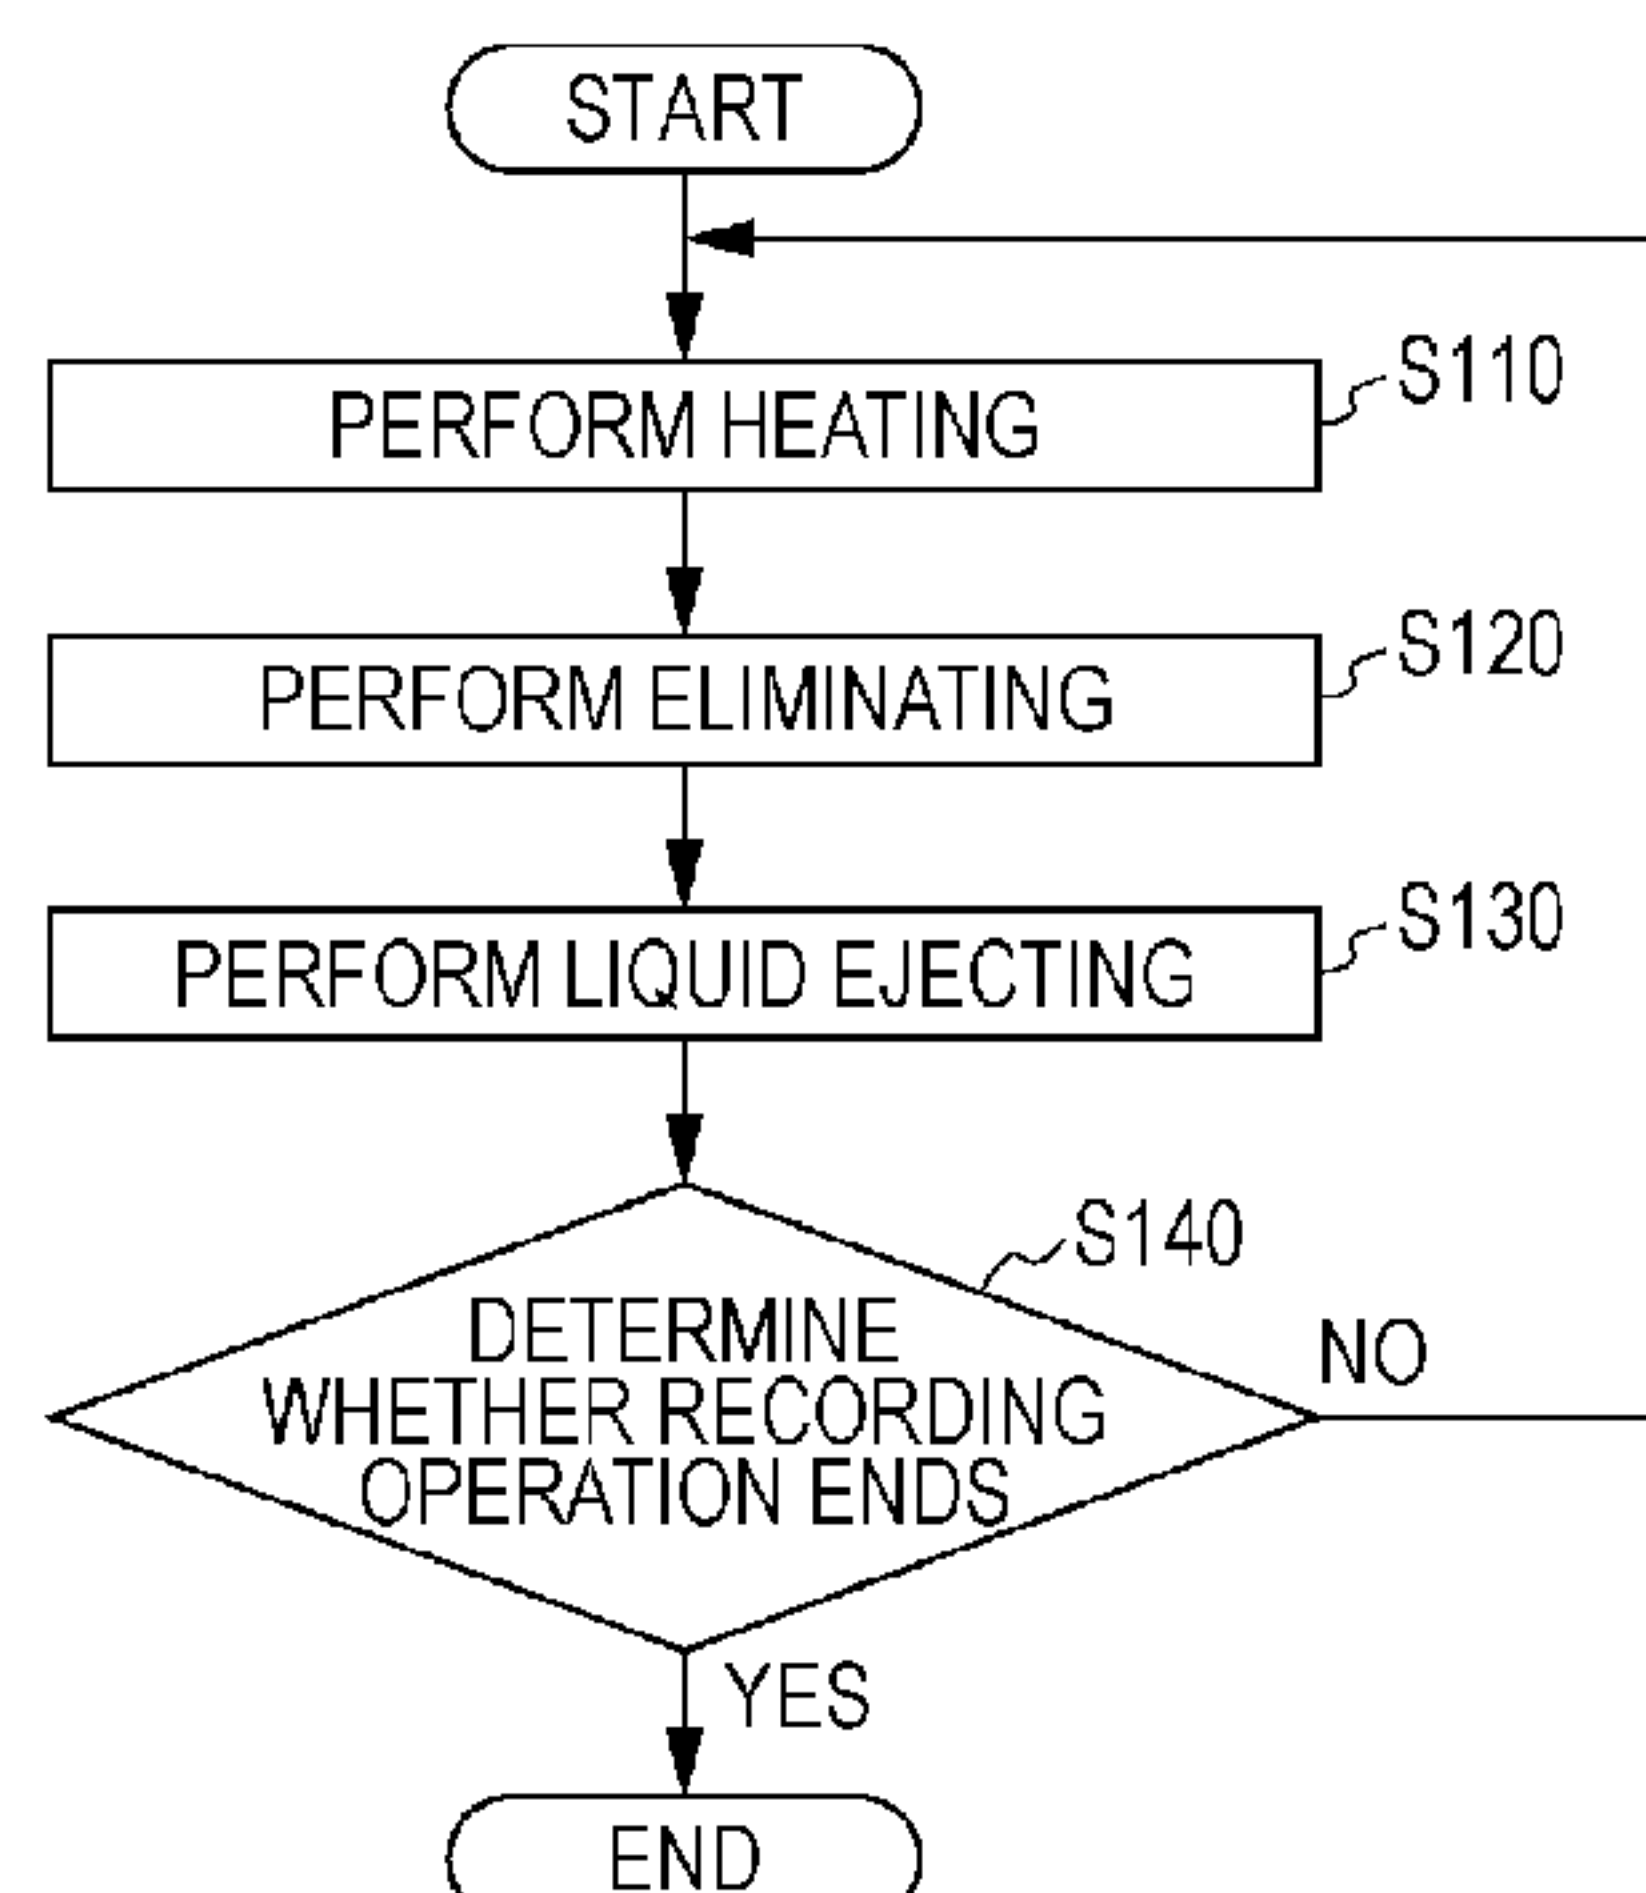 START
PERFORM HEATING
S110
PERFORM ELIMINATING
S120
PERFORM LIQUID EJECTING
S130
S140
DETERMINE
WHETHER RECORDING
OPERATION ENDS
NO
YES
END